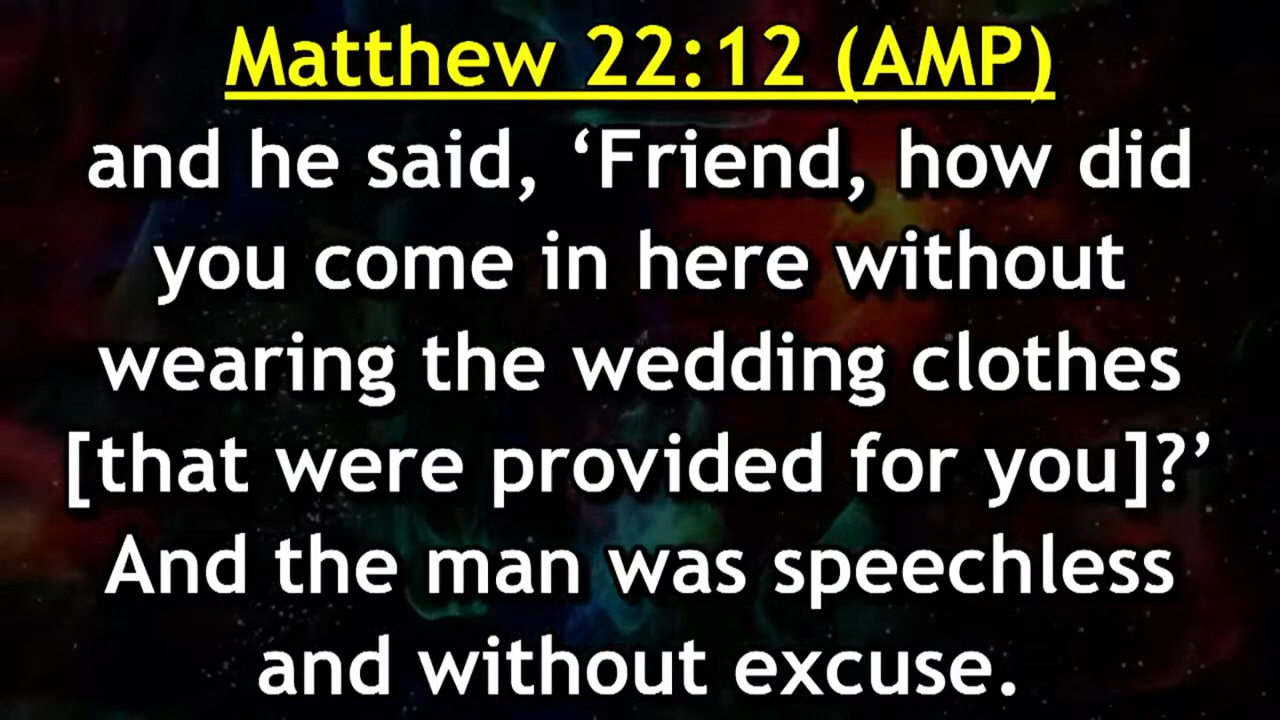 Matthew 22:12 (AMP)
and he said, ‘Friend, how did
you come in here without
wearing the wedding clothes
[that were provided for you]?’
And the man was speechless
and without excuse.